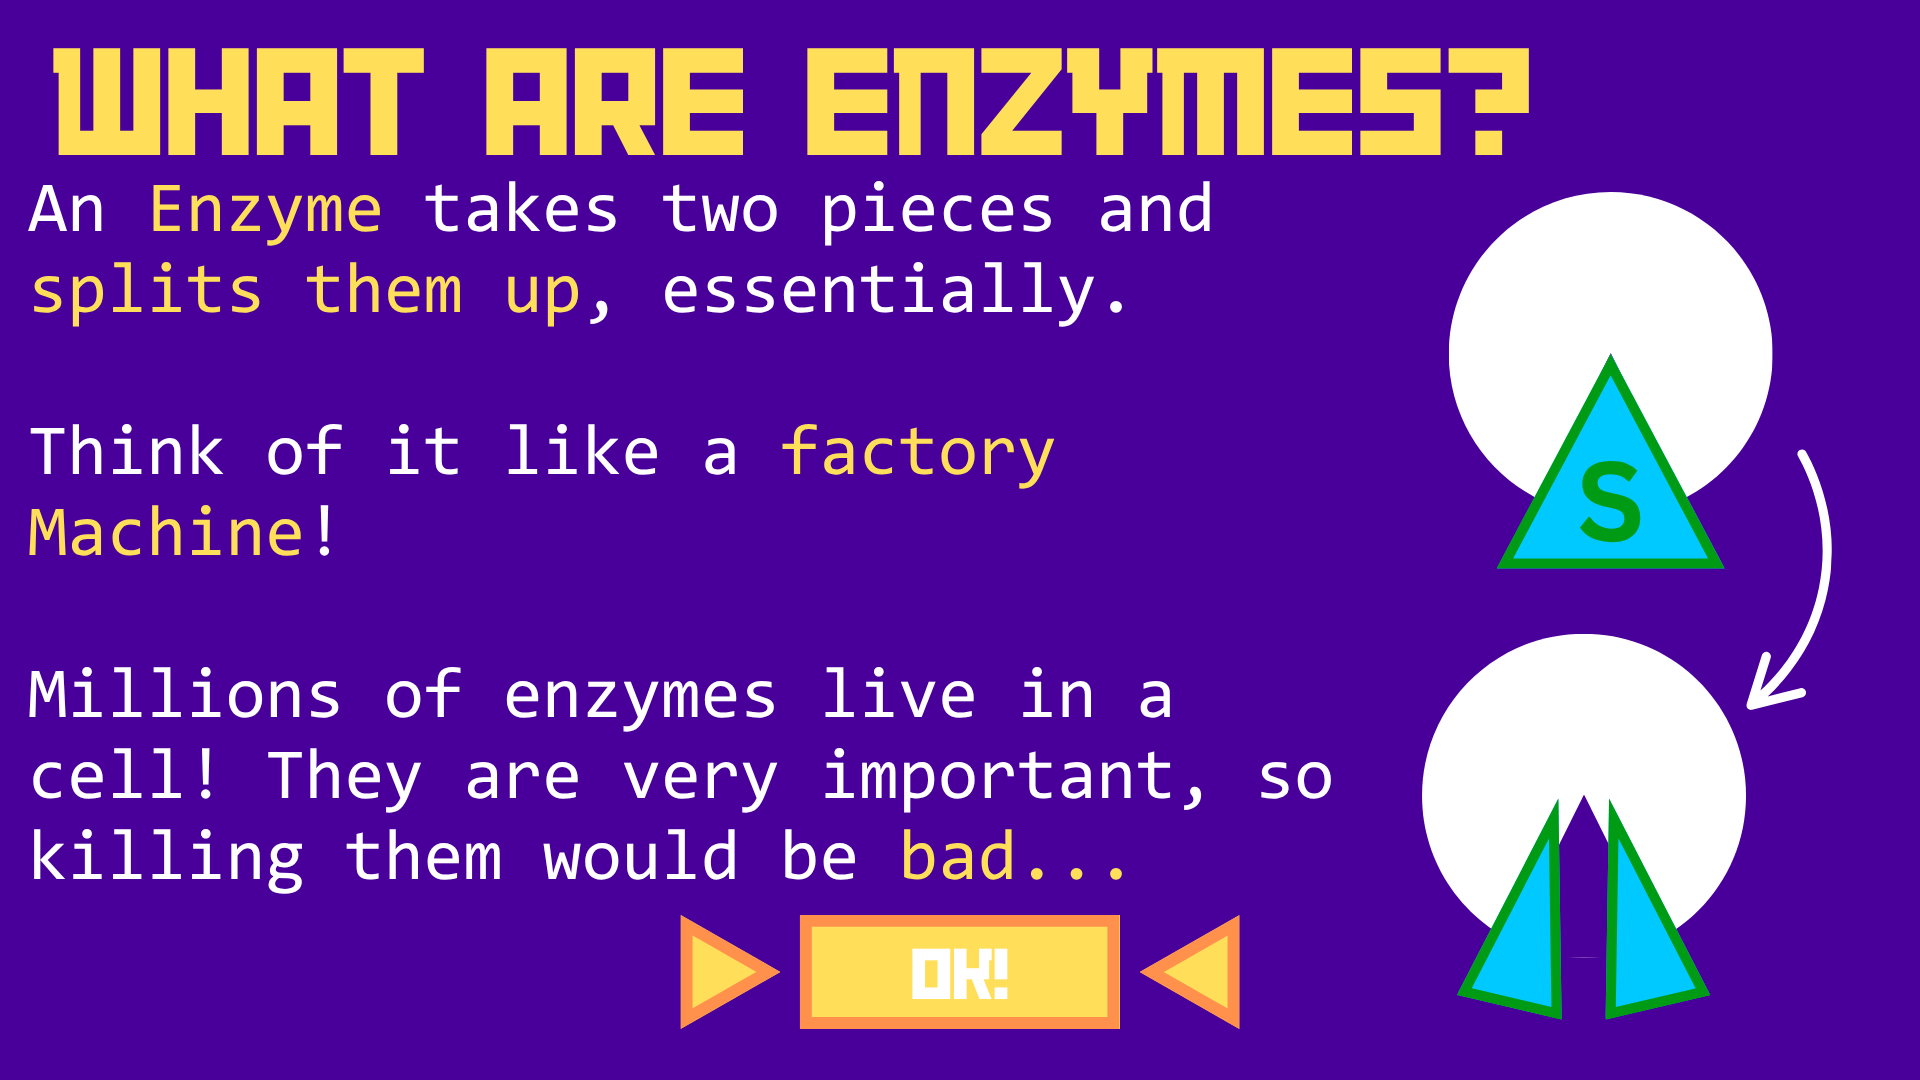 WHAT ARE ENZYMES?
An Enzyme takes two pieces and
splits them up, essentially.
Think of it like a factory
Machine!
Millions of enzymes live in a
cell! They are very important, so
killing them would be bad...
S
OK!